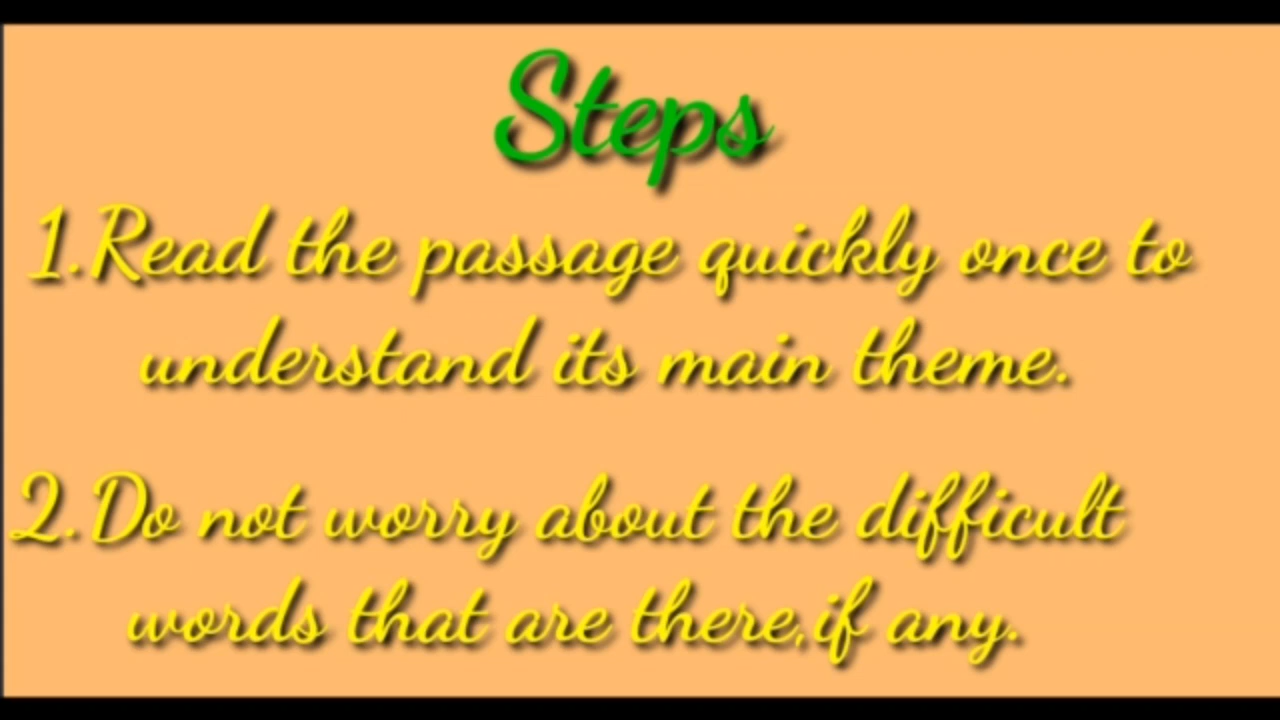 Steps
1.Read the passage quickly once to
understand its main theme.
2.Do not worry about the difficult
words that are there,if any.